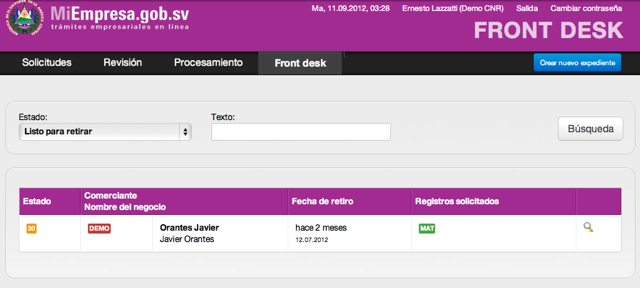 MiEmpresa.gob.sv
trámites empresariales en línea
Ma, 11.09.2012, 03:28 Ernesto Lazzatti (Demo CNR) Salida Cambiar contraseña
FRONT DESK
Solicitudes Revisión Procesamiento Front desk Crear nuevo expediente
Estado: Texto:
Listo para retirar Búsqueda
Estado Comerciante Fecha de retiro Registros solicitados
Nombre del negocio
30 DEMO Orantes Javier hace 2 meses MAT
Javier Orantes 12.07.2012